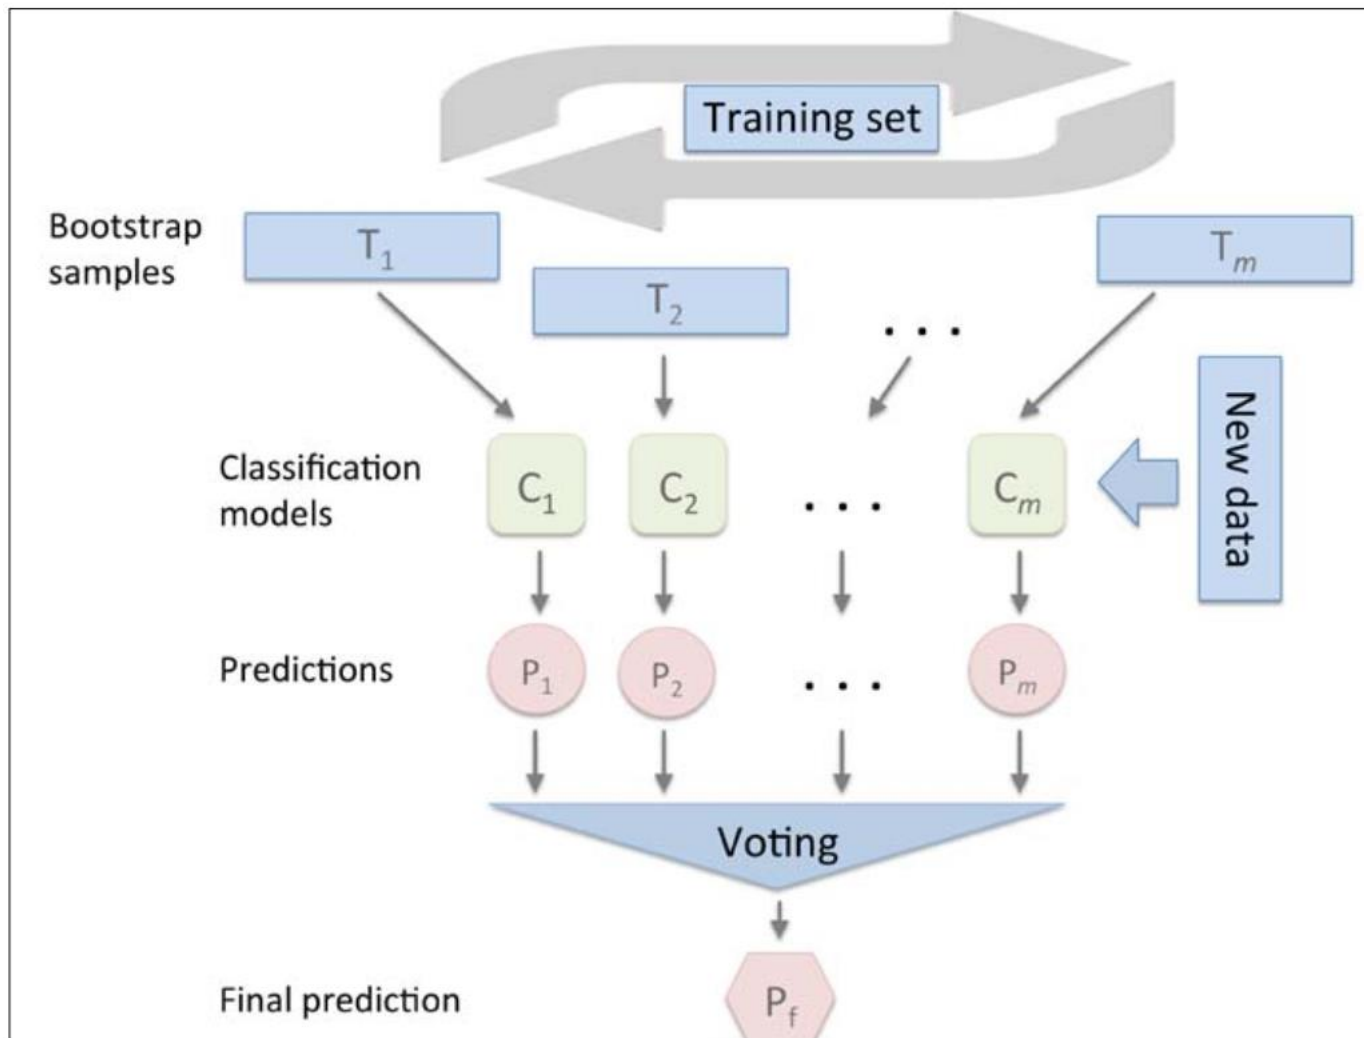 Training set
Bootstrap
samples
T1
T2
Tm
. . .
New data
Classification
models
C1
C2
. . .
Cm
Predictions
P1
P2
. . .
Pm
Voting
Final prediction
Pf